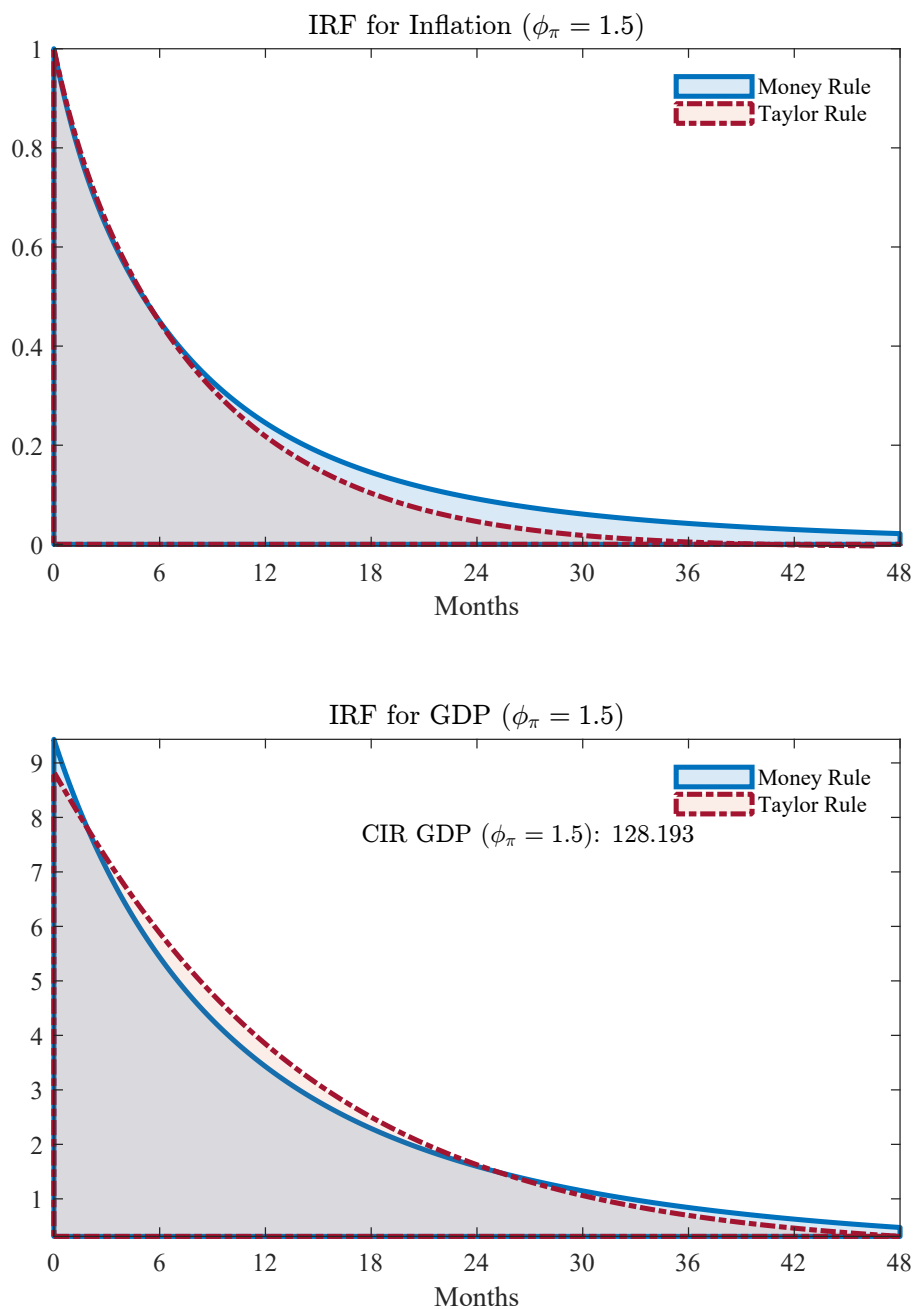 IRF for Inflation (ϕπ = 1.5)
1
0.8
0.6
0.4
0.2
0
Money Rule
Taylor Rule
0 6 12 18 24 30 36 42 48
Months
IRF for GDP (ϕπ = 1.5)
9
8
7
6
5
4
3
2
1
Money Rule
Taylor Rule
CIR GDP (ϕπ = 1.5): 128.193
0 6 12 18 24 30 36 42 48
Months